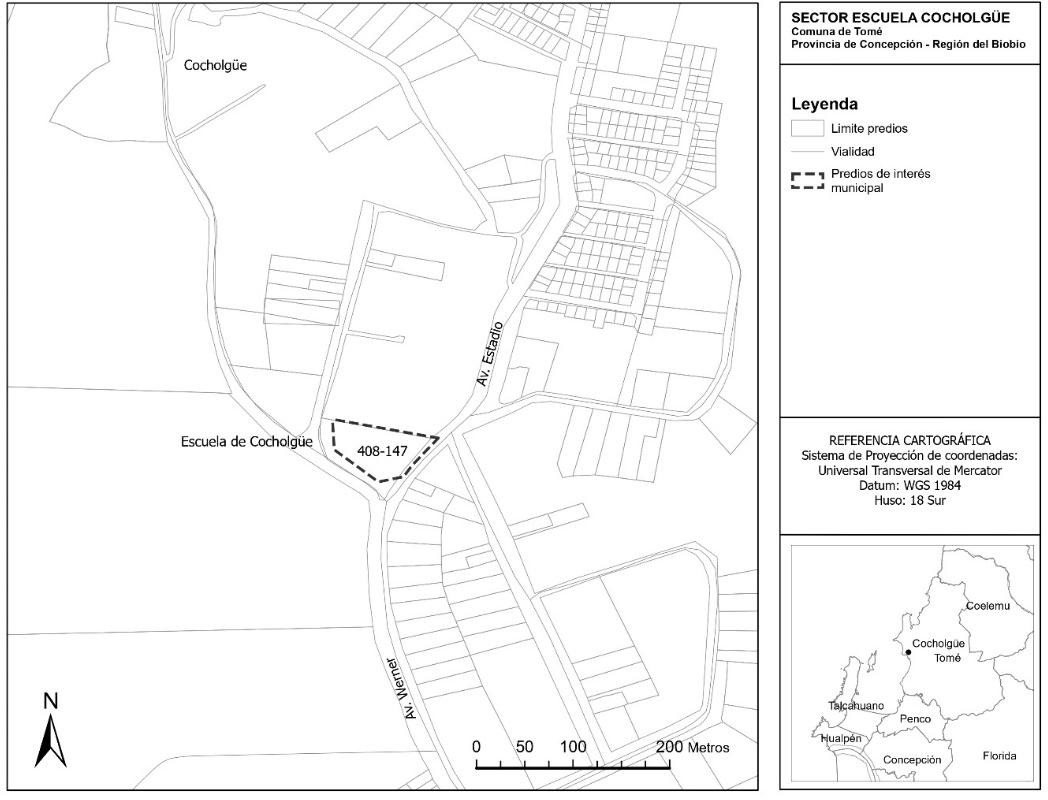 Cocholgüe
Av. Estadio
Escuela de Cocholgüe
408-147
Av. Werner
N
0 50 100 200 Metros
SECTOR ESCUELA COCHOLGÜE
Comuna de Tomé
Provincia de Concepción - Región del Biobio
Leyenda
Limite predios
Vialidad
Predios de interés
municipal
REFERENCIA CARTOGRÁFICA
Sistema de Proyección de coordenadas:
Universal Transversal de Mercator
Datum: WGS 1984
Huso: 18 Sur
Coelemu
Cocholgüe
Tomé
Talcahuano
Penco
Hualpén
Concepción
Florida